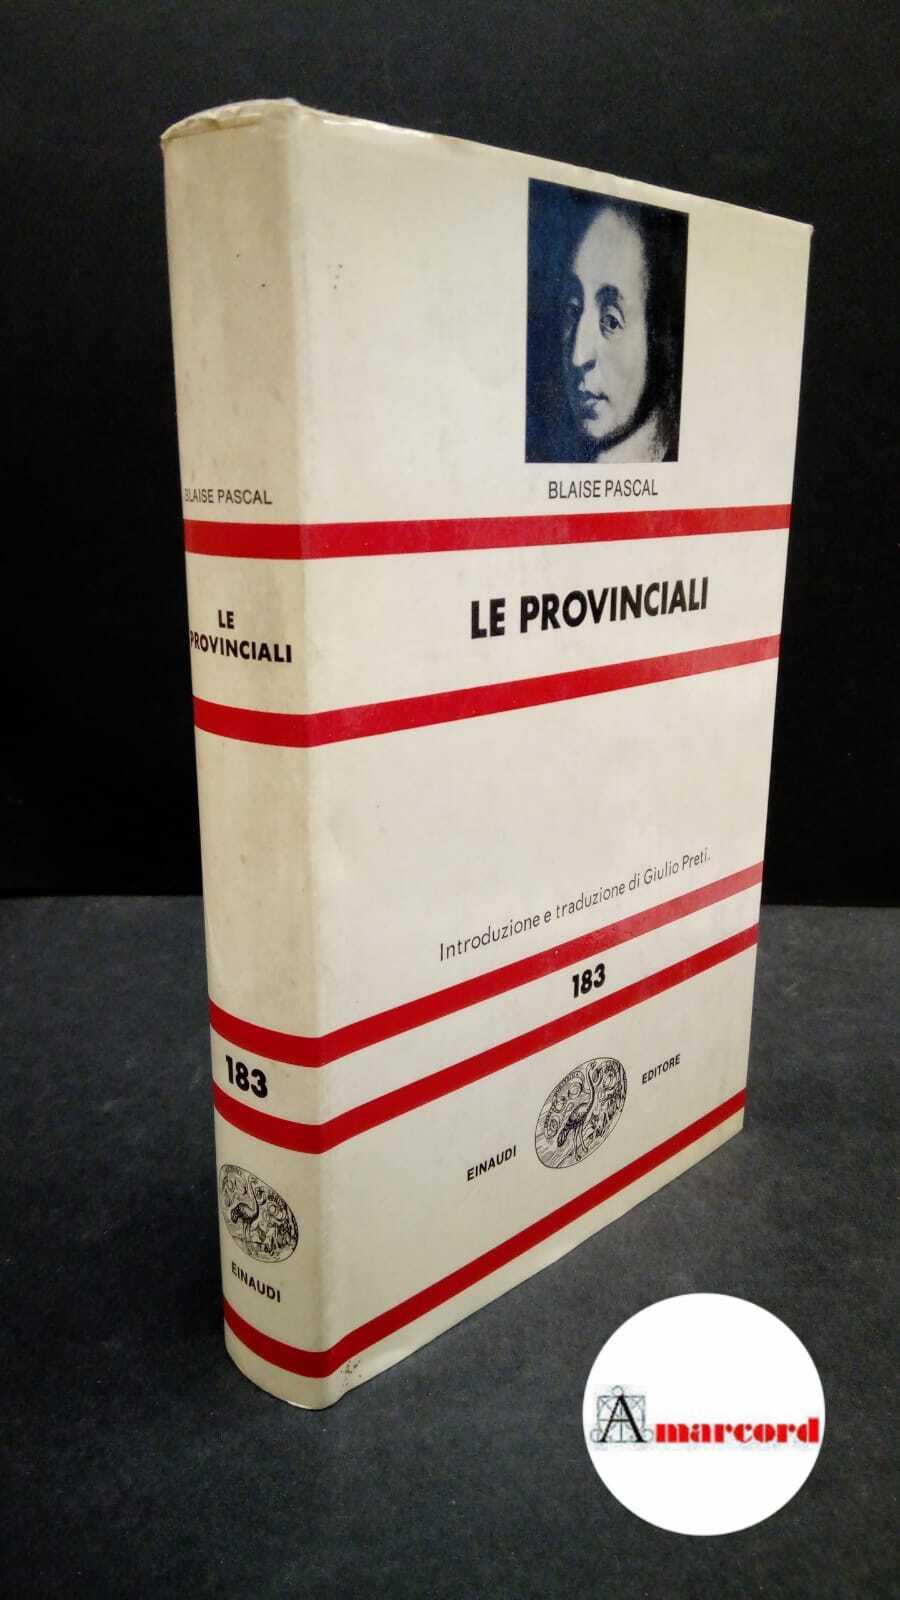 BLAISE PASCAL
LE
PROVINCIALI
183
EINAUDI
BLAISE PASCAL
LE PROVINCIALI
Introduzione e traduzione di Giulio Preti.
183
EINAUDI
EDITORE
Amarcord